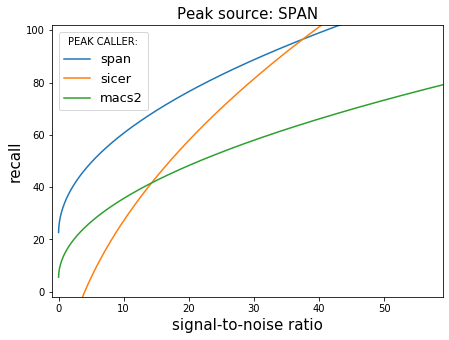 Peak source: SPAN
PEAK CALLER:
span
sicer
macs2
recall
100
80
60
40
20
0
0 10 20 30 40 50
signal-to-noise ratio